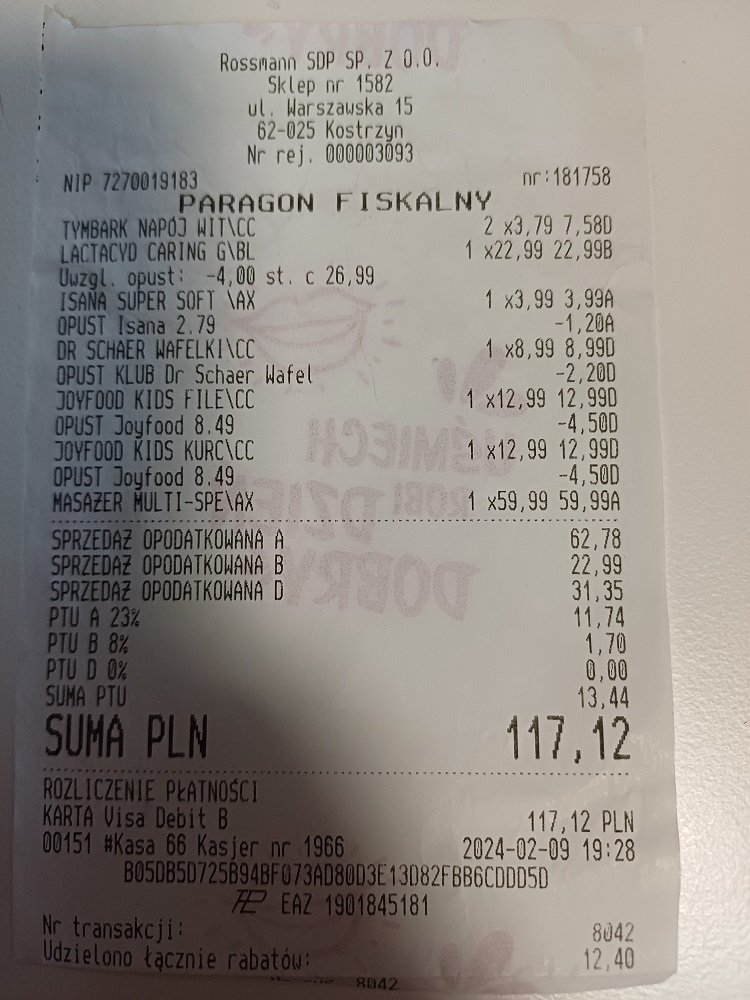 Rossmann SDP SP. Z O.O.
Sklep nr 1582
ul. Warszawska 15
62-025 Kostrzyn
Nr rej. 000003093
NIP 7270019183 nr:181758
PARAGON FISKALNY
TYMBARK NAPÓJ WIT\CC 2 x3,79 7,58D
LACTACYD CARING G\BL 1 x22,99 22,99B
Uwzgl. opust: -4,00 st. c 26,99
ISANA SUPER SOFT \AX 1 x3,99 3,99A
OPUST Isana 2.79 -1,20A
DR SCHAER WAFELKI\CC 1 x8,99 8,99D
OPUST KLUB Dr Schaer Wafel -2,20D
JOYFOOD KIDS FILE\CC 1 x12,99 12,99D
OPUST Joyfood 8.49 -4,50D
JOYFOOD KIDS KURC\CC 1 x12,99 12,99D
OPUST Joyfood 8.49 -4,50D
MASAŻER MULTI-SPE\AX 1 x59,99 59,99A
SPRZEDAŻ OPODATKOWANA A 62,78
SPRZEDAŻ OPODATKOWANA B 22,99
SPRZEDAŻ OPODATKOWANA D 31,35
PTU A 23% 11,74
PTU B 8% 1,70
PTU D 0% 0,00
SUMA PTU 13,44
SUMA PLN 117,12
ROZLICZENIE PŁATNOŚCI
KARTA Visa Debit B 117,12 PLN
00151 #Kasa 66 Kasjer nr 1966 2024-02-09 19:28
B05DB5D725B94BF073AD80D3E13D82FBB6CDDD5D
EAZ 1901845181
Nr transakcji: 8042
Udzielono łącznie rabatów: 12,40
8042